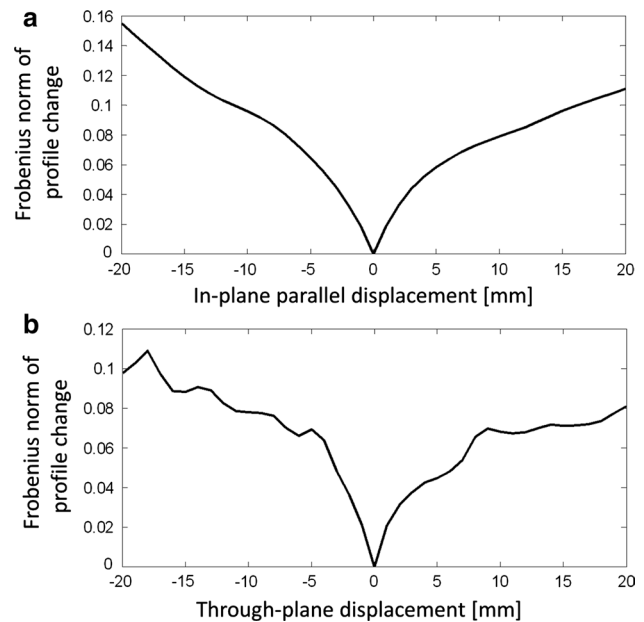 a
Frobenius norm of
profile change
0.16
0.14
0.12
0.1
0.08
0.06
0.04
0.02
0
-20 -15 -10 -5 0 5 10 15 20
In-plane parallel displacement [mm]
b
Frobenius norm of
profile change
0.12
0.1
0.08
0.06
0.04
0.02
0
-20 -15 -10 -5 0 5 10 15 20
Through-plane displacement [mm]